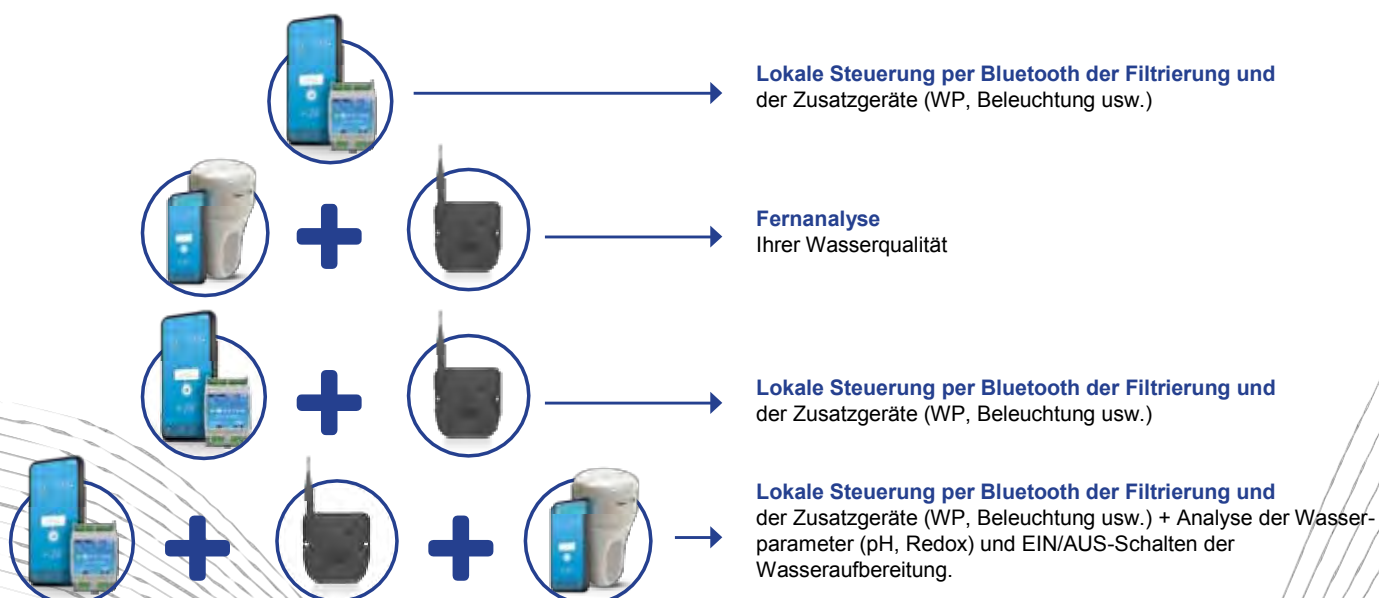 Lokale Steuerung per Bluetooth der Filtrierung und
der Zusatzgeräte (WP, Beleuchtung usw.)
Fernanalyse
Ihrer Wasserqualität
Lokale Steuerung per Bluetooth der Filtrierung und
der Zusatzgeräte (WP, Beleuchtung usw.)
Lokale Steuerung per Bluetooth der Filtrierung und
der Zusatzgeräte (WP, Beleuchtung usw.) + Analyse der Wasser-
parameter (pH, Redox) und EIN/AUS-Schalten der
Wasseraufbereitung.